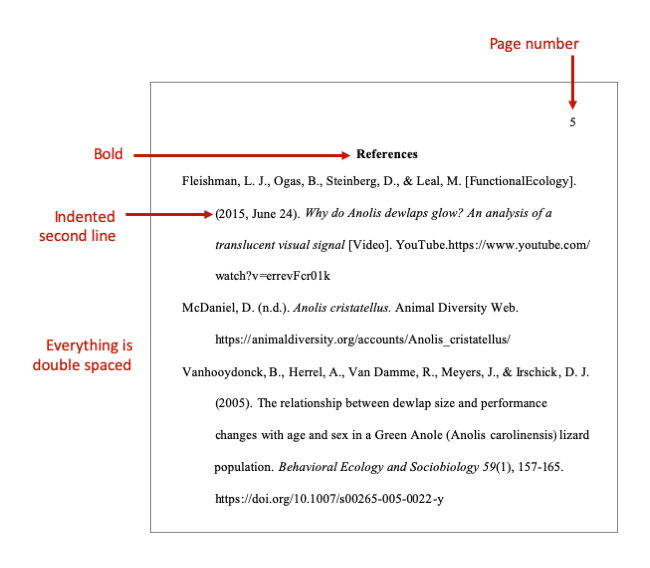 Page number
5
Bold
References
Fleishman, L. J., Ogas, B., Steinberg, D., & Leal, M. [FunctionalEcology].
Indented
second line
(2015, June 24). Why do Anolis dewlaps glow? An analysis of a
translucent visual signal [Video]. YouTube.https://www.youtube.com/
watch?v=errevFcr01k
McDaniel, D. (n.d.). Anolis cristatellus. Animal Diversity Web.
https://animaldiversity.org/accounts/Anolis_cristatellus/
Everything is
double spaced
Vanhooydonck, B., Herrel, A., Van Damme, R., Meyers, J., & Irschick, D. J.
(2005). The relationship between dewlap size and performance
changes with age and sex in a Green Anole (Anolis carolinensis) lizard
population. Behavioral Ecology and Sociobiology 59(1), 157-165.
https://doi.org/10.1007/s00265-005-0022-y